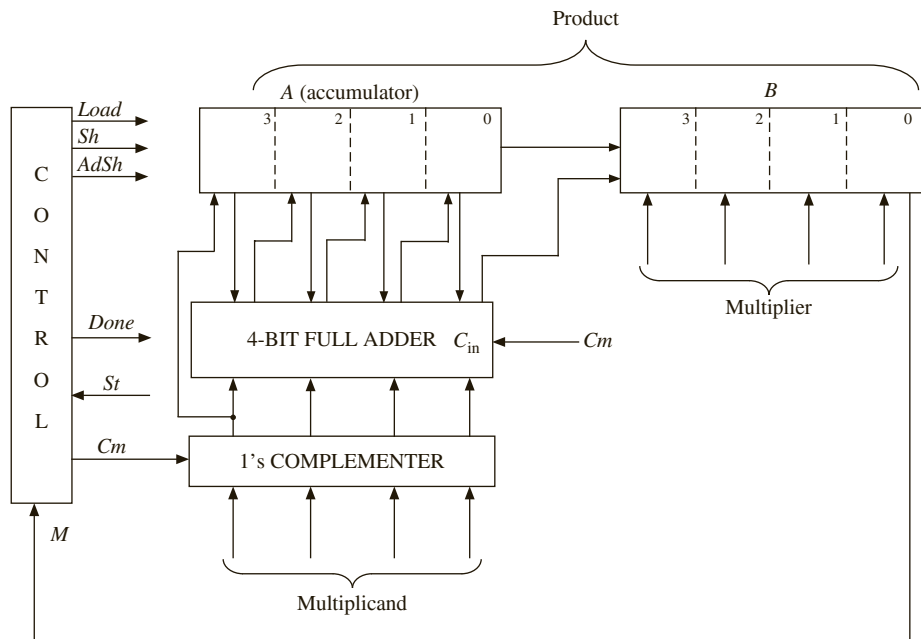 Product
A (accumulator)
B
3 2 1 0
3 2 1 0
Load
Sh
AdSh
CONTROL
Done
St
Cm
M
4-BIT FULL ADDER
Cin
Cm
1's COMPLEMENTER
Multiplier
Multiplicand